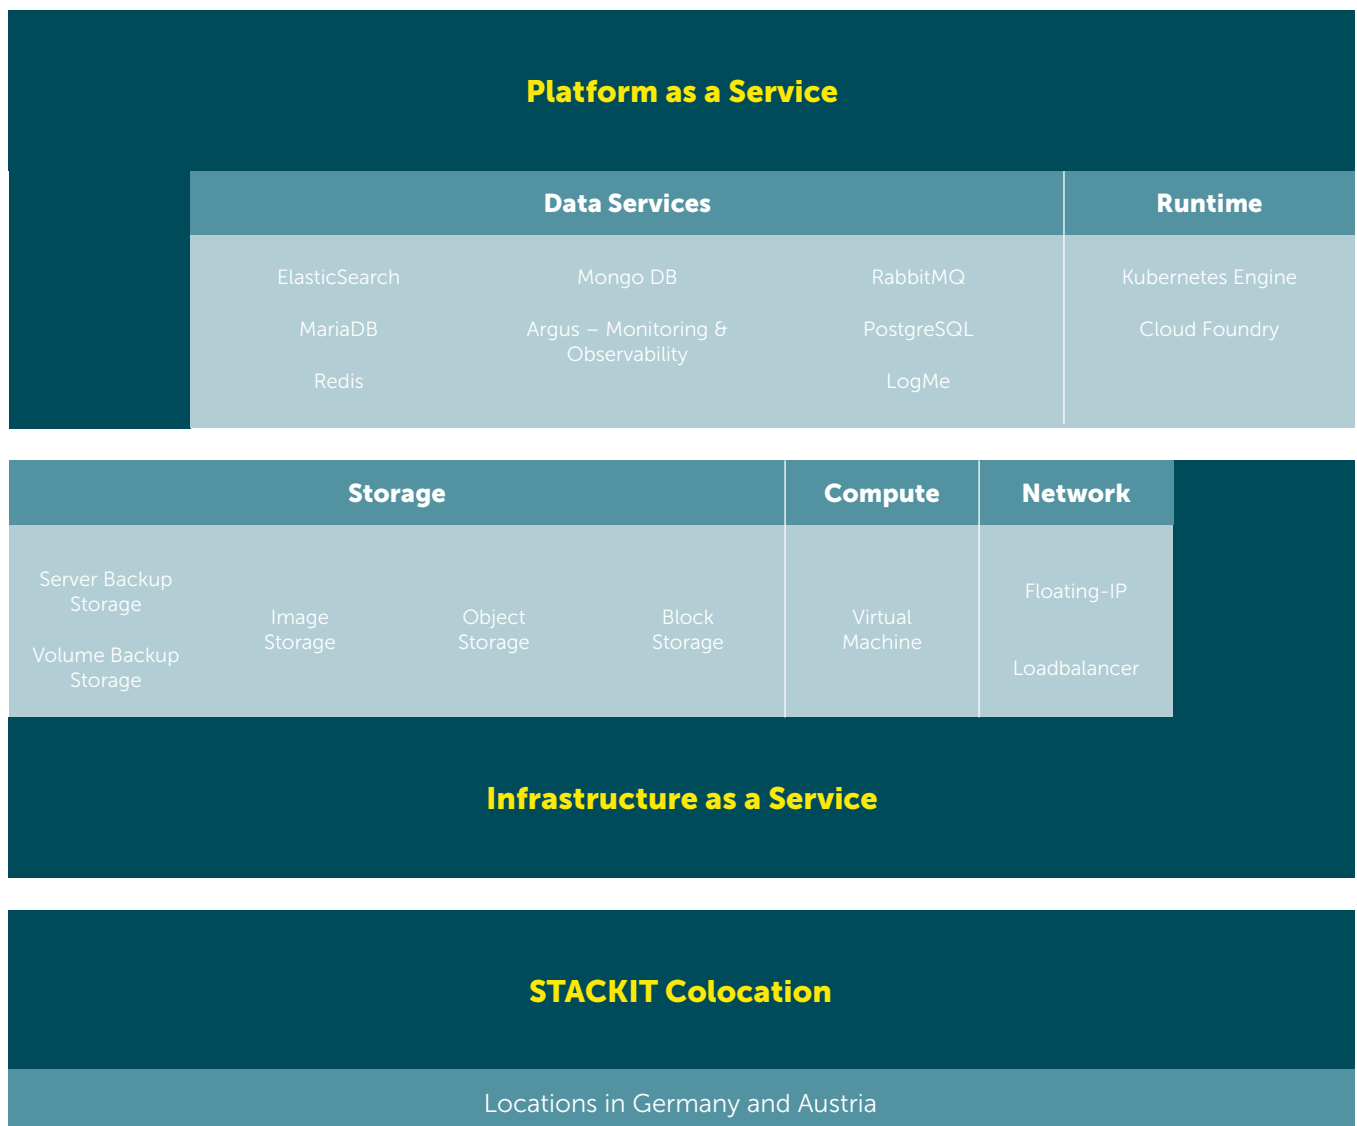 Platform as a Service
Data Services
Runtime
ElasticSearch
Mongo DB
RabbitMQ
Kubernetes Engine
MariaDB
Argus – Monitoring &
Observability
PostgreSQL
Cloud Foundry
Redis
LogMe
Storage
Compute
Network
Server Backup
Storage
Volume Backup
Storage
Image
Storage
Object
Storage
Block
Storage
Virtual
Machine
Floating-IP
Loadbalancer
Infrastructure as a Service
STACKIT Colocation
Locations in Germany and Austria